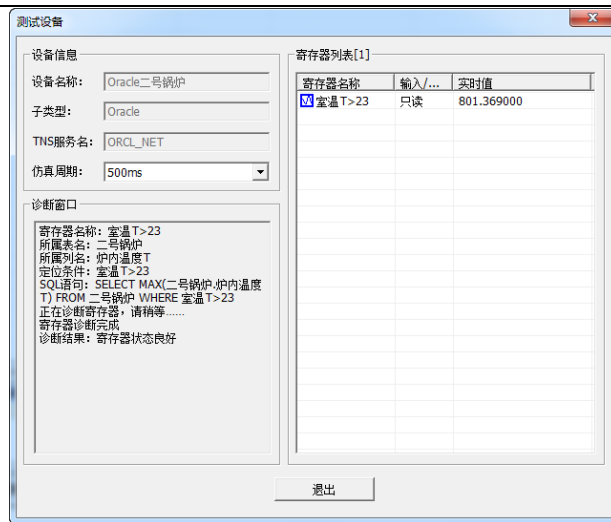 测试设备
设备信息
设备名称: Oracle二号锅炉
子类型: Oracle
TNS服务名: ORCL_NET
仿真周期: 500ms
诊断窗口
寄存器名称: 室温T>23
所属表名: 二号锅炉
所属列名: 炉内温度T
定位条件: 室温T>23
SQL语句: SELECT MAX(二号锅炉.炉内温度
T) FROM 二号锅炉 WHERE 室温T>23
正在诊断寄存器，请稍等......
寄存器诊断完成
诊断结果: 寄存器状态良好
寄存器列表[1]
寄存器名称 输入/... 实时值
室温T>23 只读 801.369000
退出